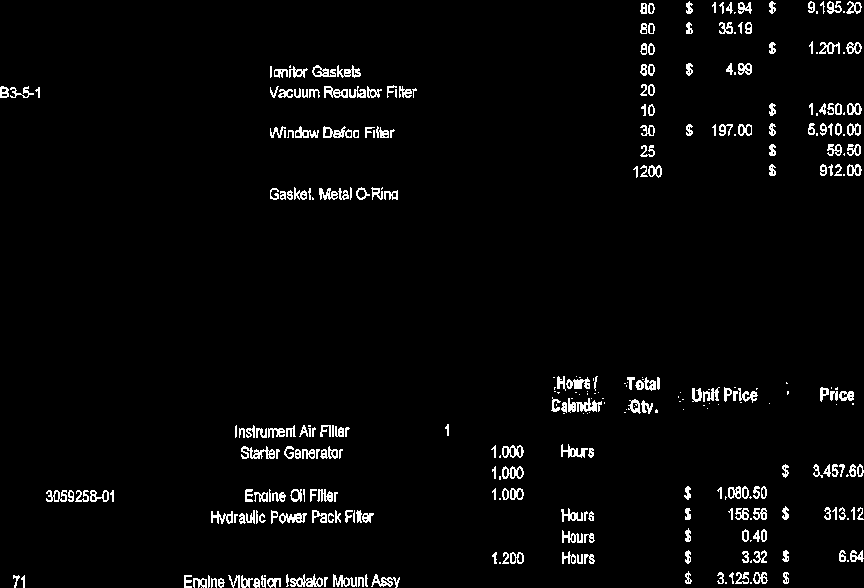 80 $ 114.94 $ 9,195.20
80 $ 35.19
80 $ 1,201.60
Ignitor Gaskets 80 $ 4.99
B3-5-1 Vacuum Regulator Filter 20
10 $ 1,450.00
Window Defog Filter 30 $ 197.00 $ 5,910.00
25 $ 59.50
1200 $ 912.00
Gasket, Metal O-Ring
Hours / Total Unit Price Price
Calendar Qty.
Instrument Air Filter 1
Starter Generator 1,000 Hours
1,000 $ 3,457.60
3059258-01 Engine Oil Filter 1,000 $ 1,080.50
Hydraulic Power Pack Filter Hours $ 156.56 $ 313.12
Hours $ 0.40
1,200 Hours $ 3.32 $ 6.64
71 Engine Vibration Isolator Mount Assy $ 3,125.06 $